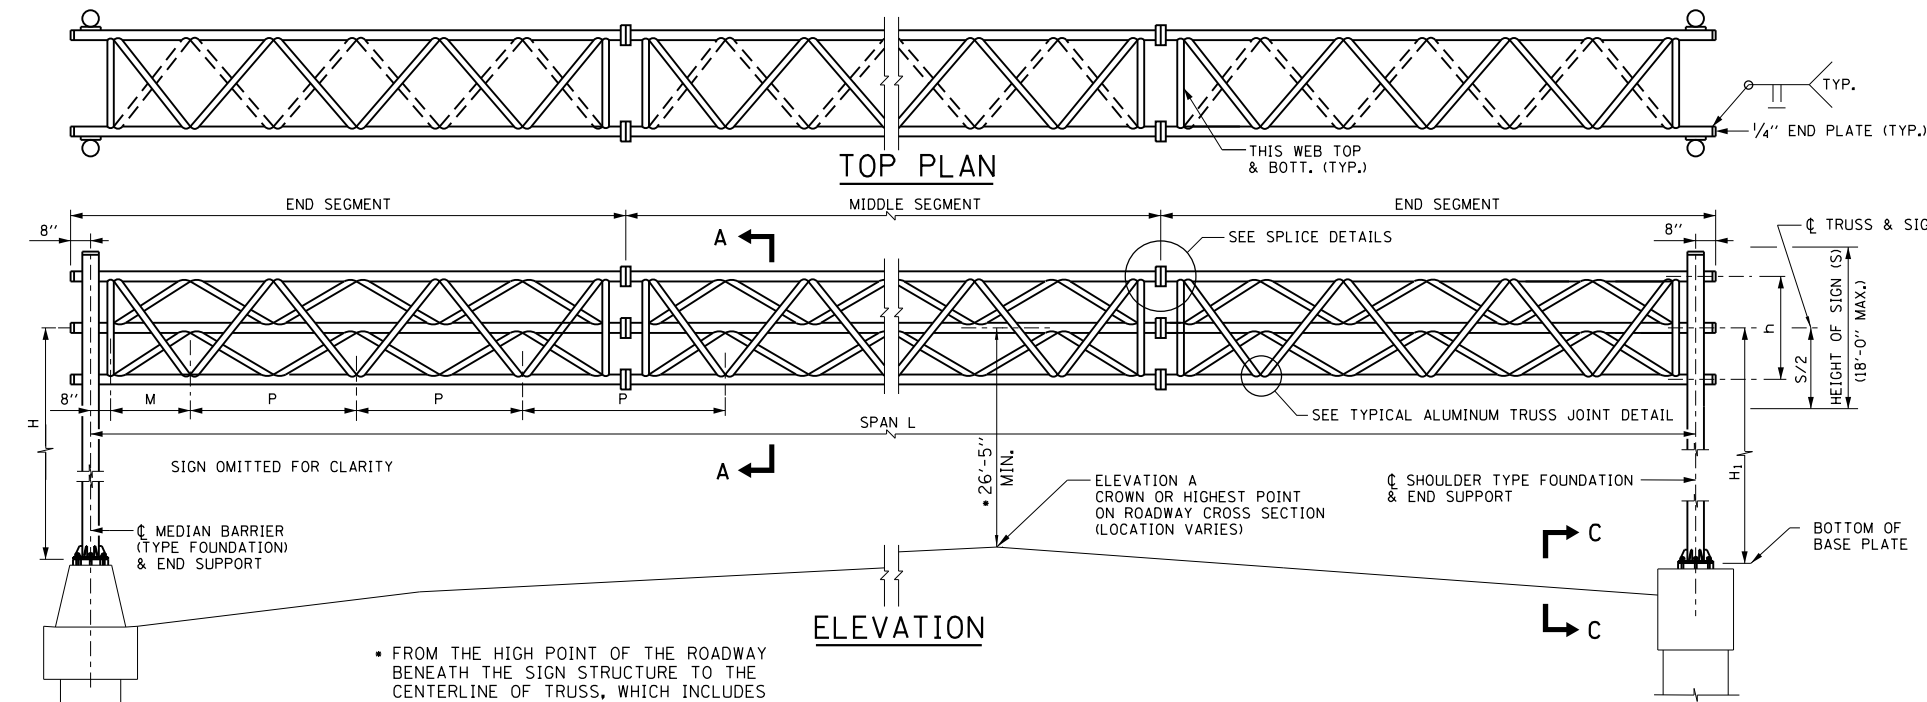 TYP.
1/4" END PLATE (TYP.)
THIS WEB TOP
& BOTT. (TYP.)
TOP PLAN
END SEGMENT
MIDDLE SEGMENT
END SEGMENT
8"
A
SEE SPLICE DETAILS
8"
℄ TRUSS & SIG
HEIGHT OF SIGN (S)
(18'-0" MAX.)
h
S/2
8"
M
P
P
P
H
SEE TYPICAL ALUMINUM TRUSS JOINT DETAIL
SPAN L
A
*26'-5"
MIN.
H1
SIGN OMITTED FOR CLARITY
ELEVATION A
CROWN OR HIGHEST POINT
ON ROADWAY CROSS SECTION
(LOCATION VARIES)
℄ SHOULDER TYPE FOUNDATION
& END SUPPORT
℄ MEDIAN BARRIER
(TYPE FOUNDATION)
& END SUPPORT
C
BOTTOM OF
BASE PLATE
ELEVATION
C
* FROM THE HIGH POINT OF THE ROADWAY
BENEATH THE SIGN STRUCTURE TO THE
CENTERLINE OF TRUSS, WHICH INCLUDES